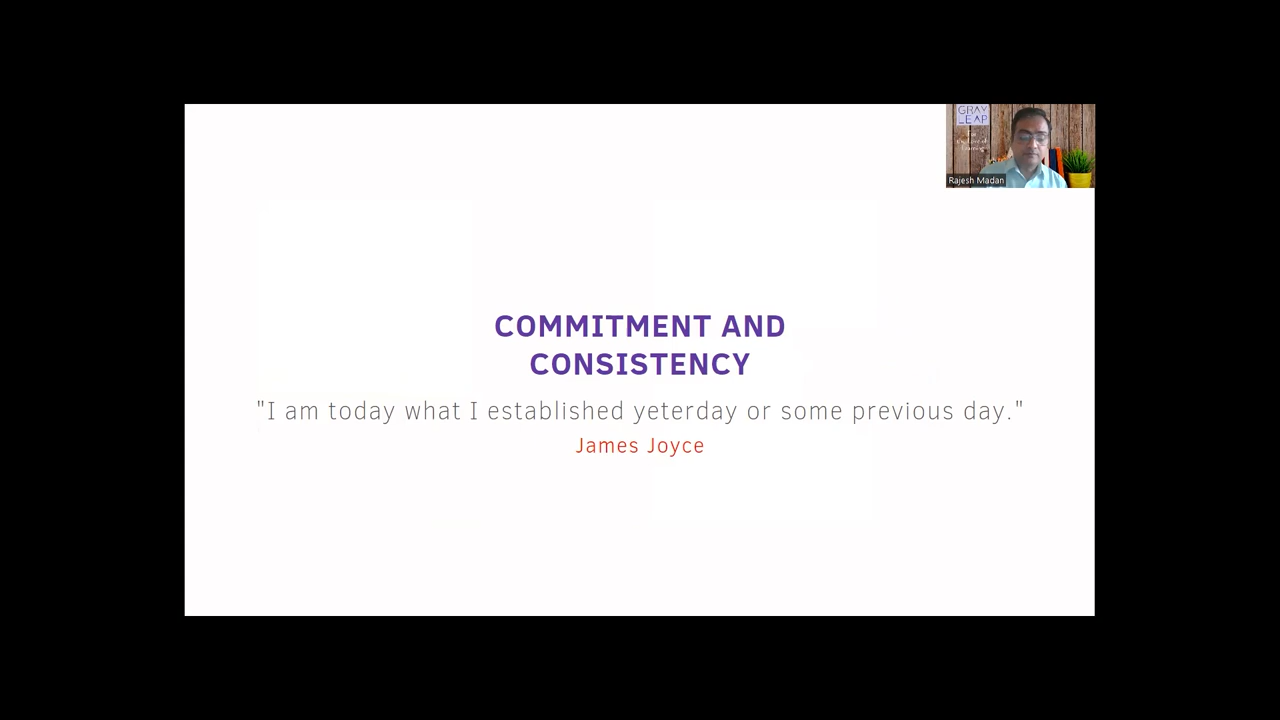 GRAY
LEAP
Rajesh Madan
COMMITMENT AND
CONSISTENCY
"I am today what I established yeterday or some previous day."
James Joyce